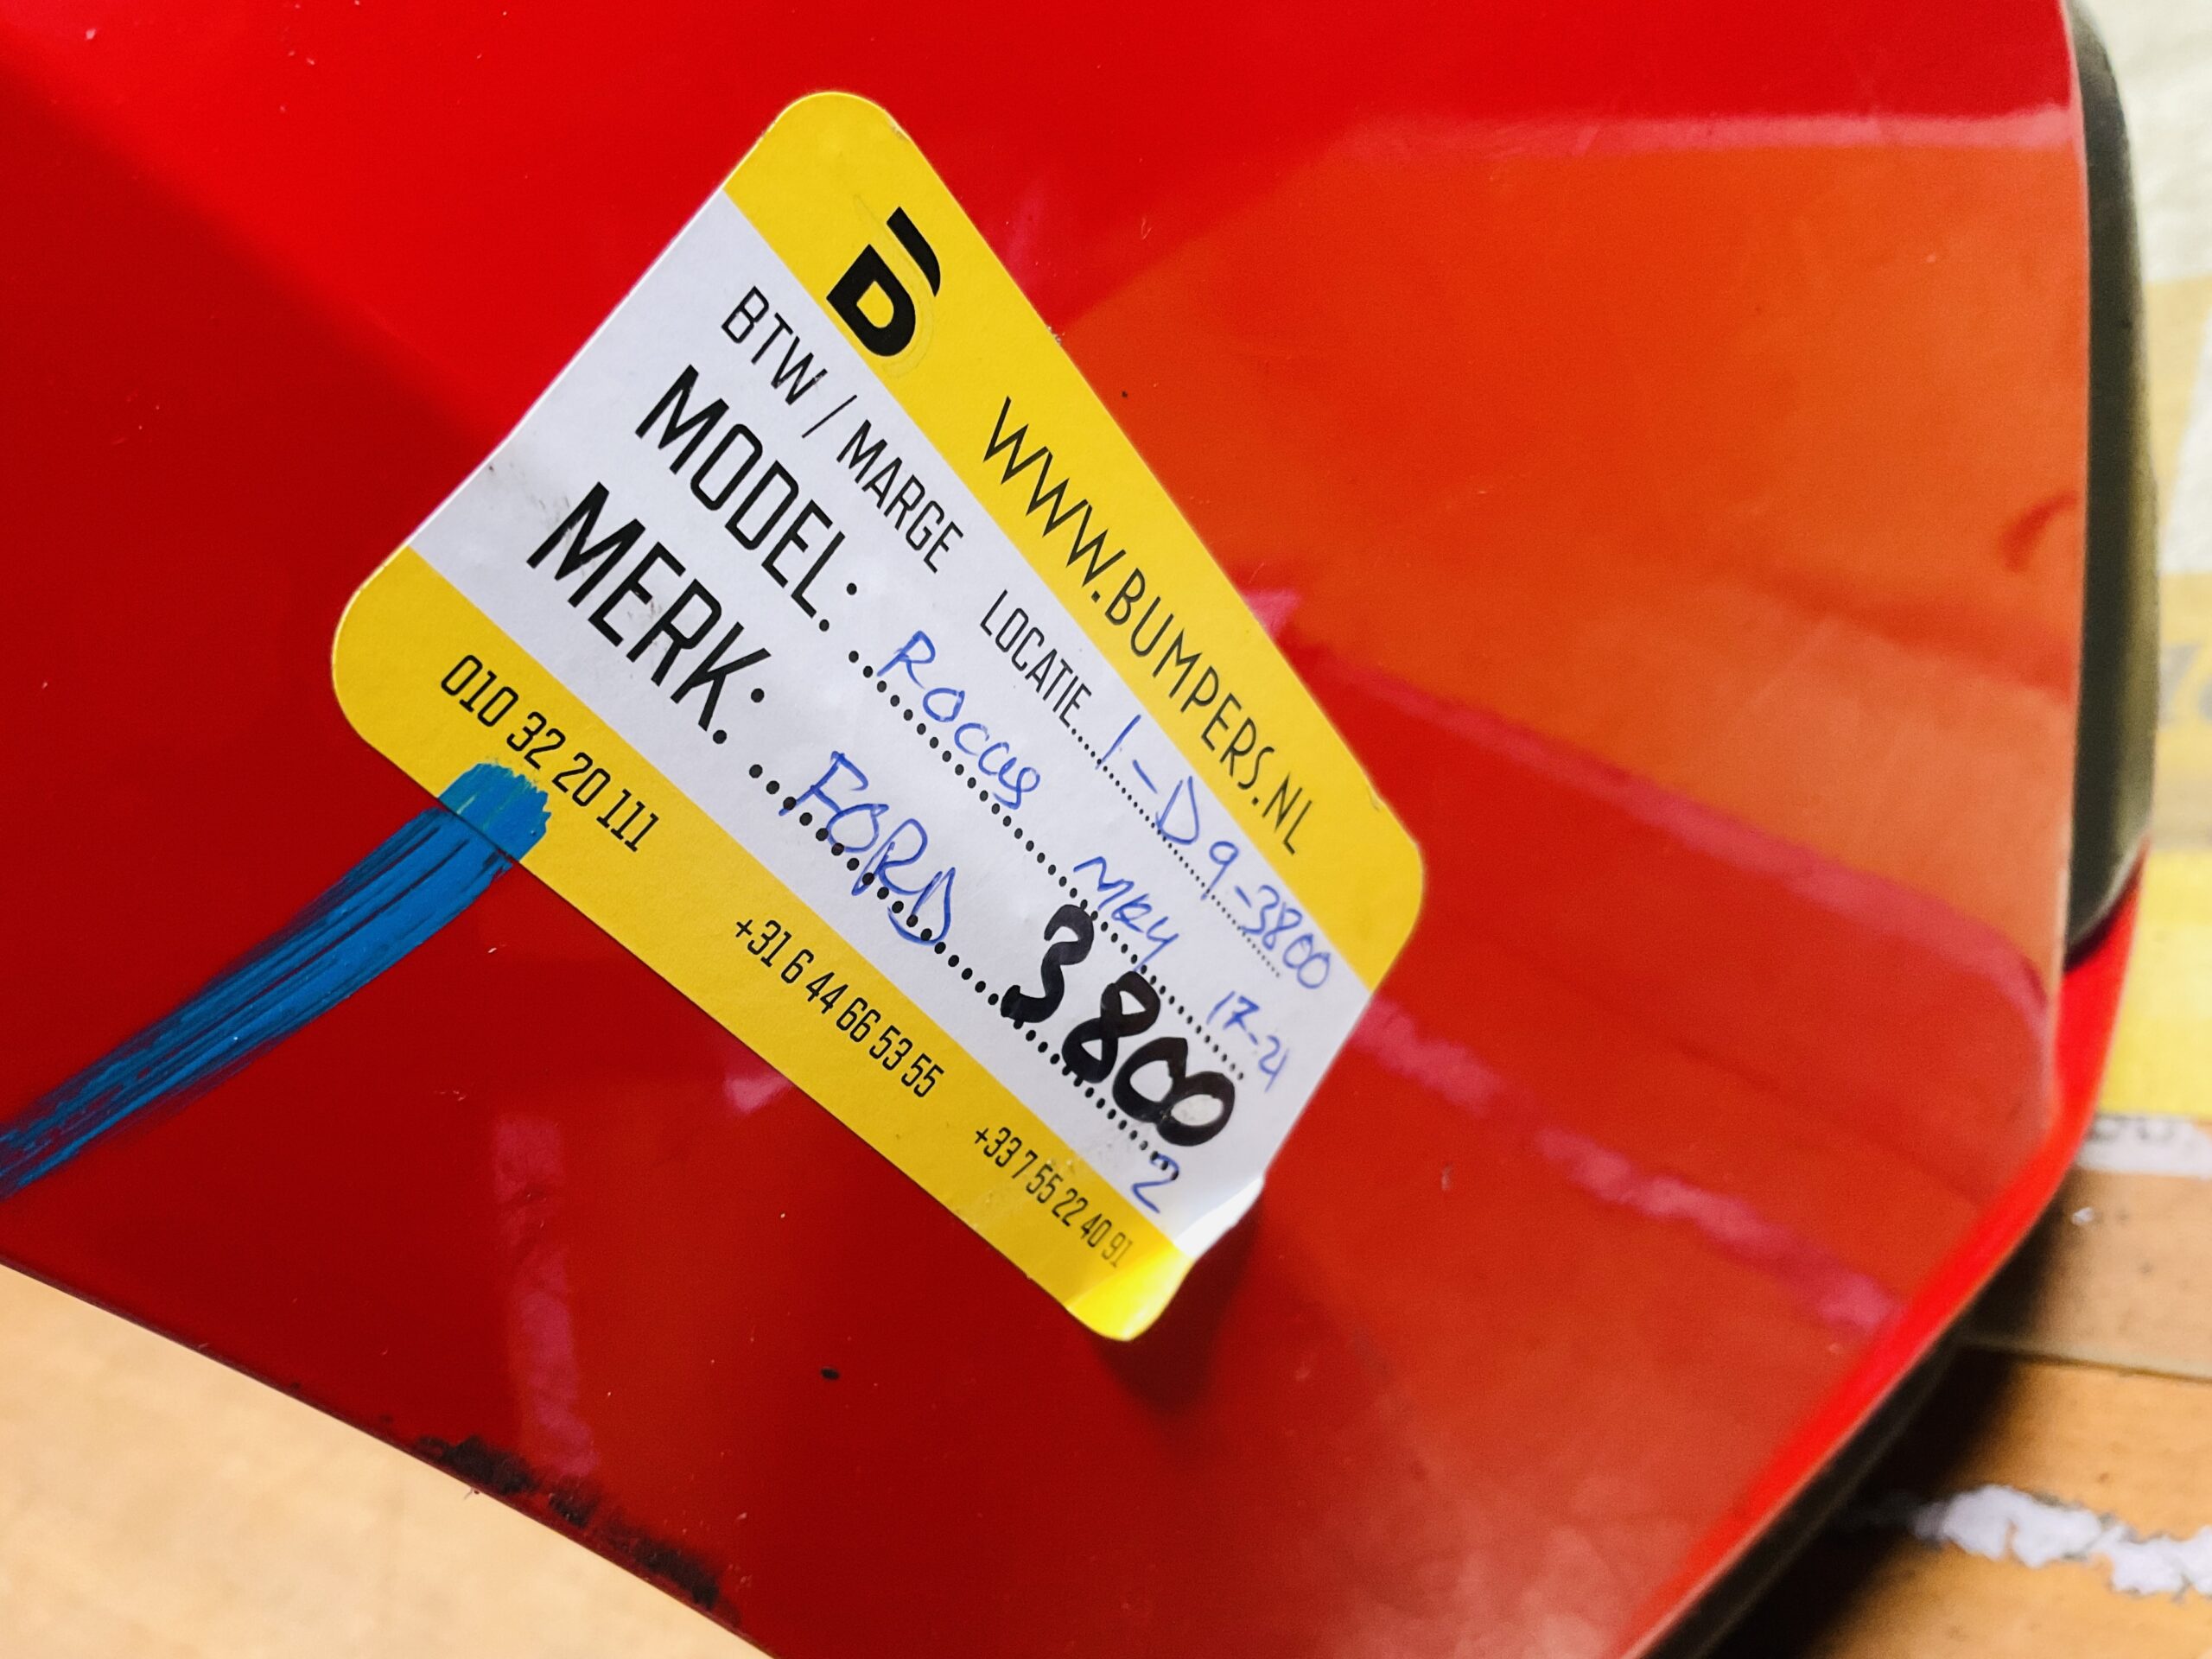 B WWW.BUMPERS.NL
BTW / MARGE LOCATIE 1-D9-3800
MODEL: Rocus MK4 17-21
MERK: FORD 3800
2
010 32 20 111 +31 6 44 66 53 55 +33 7 55 22 40 91